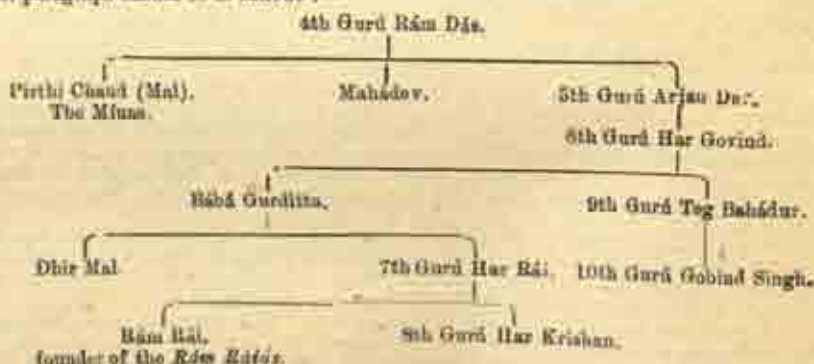 4th Gurú Rám Dás.
Pirthi Chand (Mal). Mahádev. 5th Gurú Arjan Dev.
The Mínas.
6th Gurú Har Govind.
Bábá Gurditta. 9th Gurú Teg Bahádur.
Dhir Mal 7th Gurú Har Rái. 10th Gurú Gobind Singh.
Rám Rái, 8th Gurú Har Krishan.
founder of the Rám Ráiás.